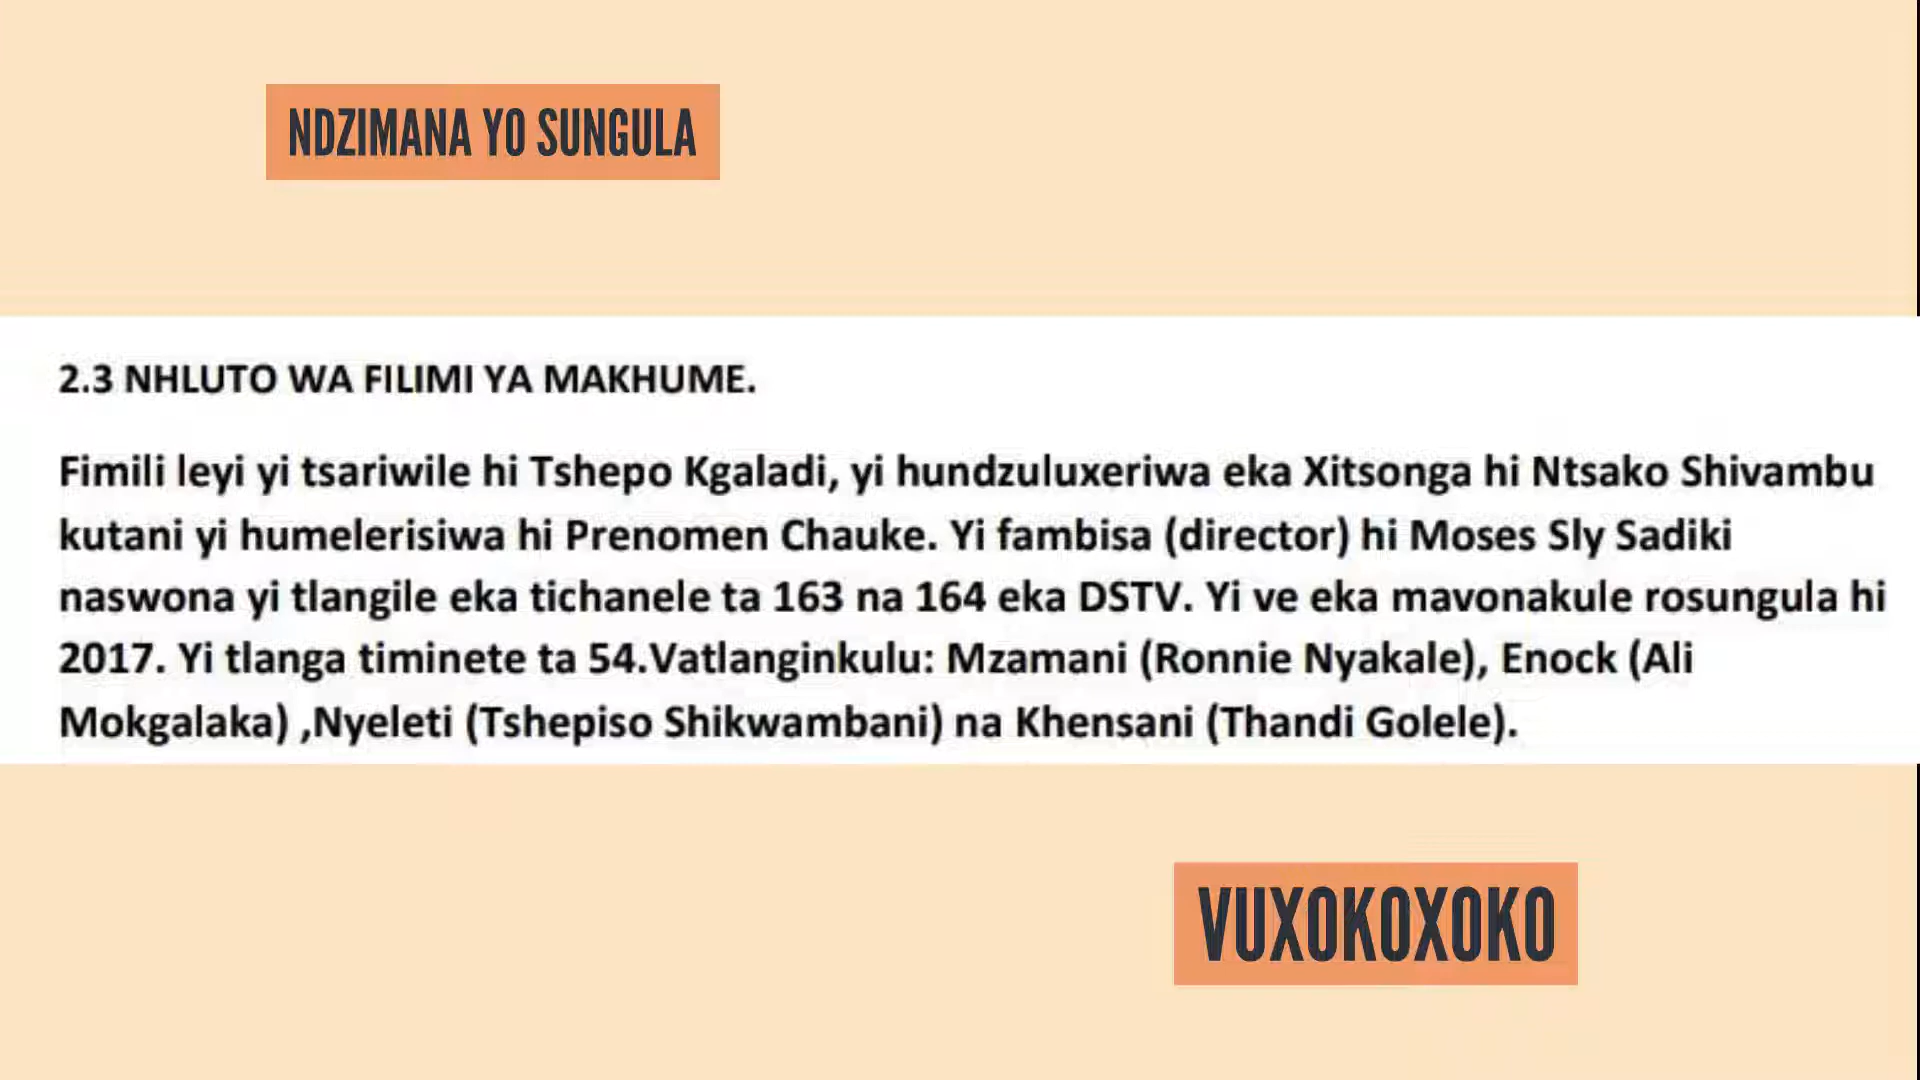 NDZIMANA YO SUNGULA
2.3 NHLUTO WA FILIMI YA MAKHUME.
Fimili leyi yi tsariwile hi Tshepo Kgaladi, yi hundzuluxeriwa eka Xitsonga hi Ntsako Shivambu
kutani yi humelerisiwa hi Prenomen Chauke. Yi fambisa (director) hi Moses Sly Sadiki
naswona yi tlangile eka tichanele ta 163 na 164 eka DSTV. Yi ve eka mavonakule rosungula hi
2017. Yi tlanga timinete ta 54.Vatlanginkulu: Mzamani (Ronnie Nyakale), Enock (Ali
Mokgalaka) ,Nyeleti (Tshepiso Shikwambani) na Khensani (Thandi Golele).
VUXOKOXOKO